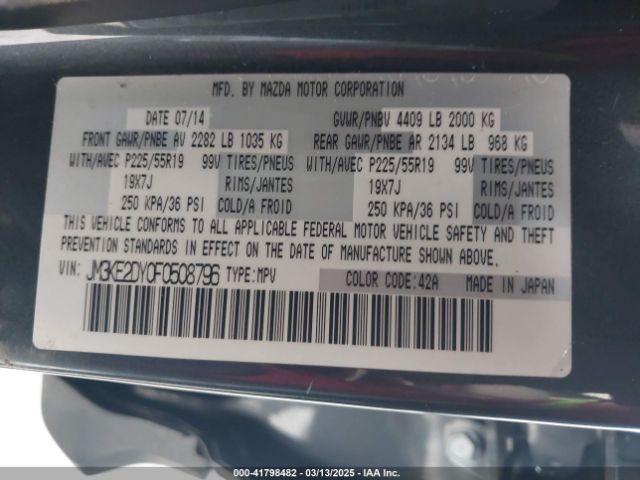 MFD. BY MAZDA MOTOR CORPORATION
DATE 07/14 GVWR/PNBV 4409 LB 2000 KG
FRONT GAWR/PNBE AV 2282 LB 1035 KG REAR GAWR/PNBE AR 2134 LB 968 KG
WITH/AVEC P225/55R19 99V TIRES/PNEUS WITH/AVEC P225/55R19 99V TIRES/PNEUS
19X7J RIMS/JANTES 19X7J RIMS/JANTES
250 KPA/36 PSI COLD/A FROID 250 KPA/36 PSI COLD/A FROID
THIS VEHICLE CONFORMS TO ALL APPLICABLE FEDERAL MOTOR VEHICLE SAFETY AND THEFT
PREVENTION STANDARDS IN EFFECT ON THE DATE OF MANUFACTURE SHOWN ABOVE.
VIN: JM3KE2DY0F0508796 TYPE:MPV COLOR CODE:42A MADE IN JAPAN
000-41798482 — 03/13/2025 — IAA Inc.